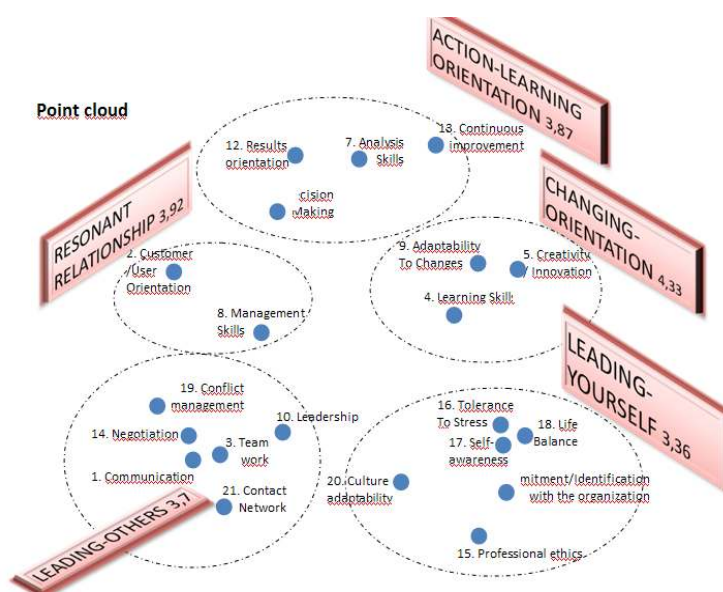 ACTION-LEARNING
ORIENTATION 3,87
Point cloud
12. Results
orientation
7. Analysis
Skills
13. Continuous
improvement
cision
Making
RESONANT
RELATIONSHIP 3,92
CHANGING-
ORIENTATION 4,33
2. Customer
/User
Orientation
9. Adaptability
To Changes
5. Creativity
/ Innovation
4. Learning Skill:
8. Management
Skills
LEADING-
YOURSELF 3,36
19. Conflict
management
10. Leadership
14. Negotiation
3. Team
work
1. Communication
21. Contact
Network
16. Tolerance
To Stress
18. Life
Balance
17. Self-
awareness
20. Culture
adaptability
mitment/Identification
with the organization
15. Professional ethics
LEADING-OTHERS 3,7